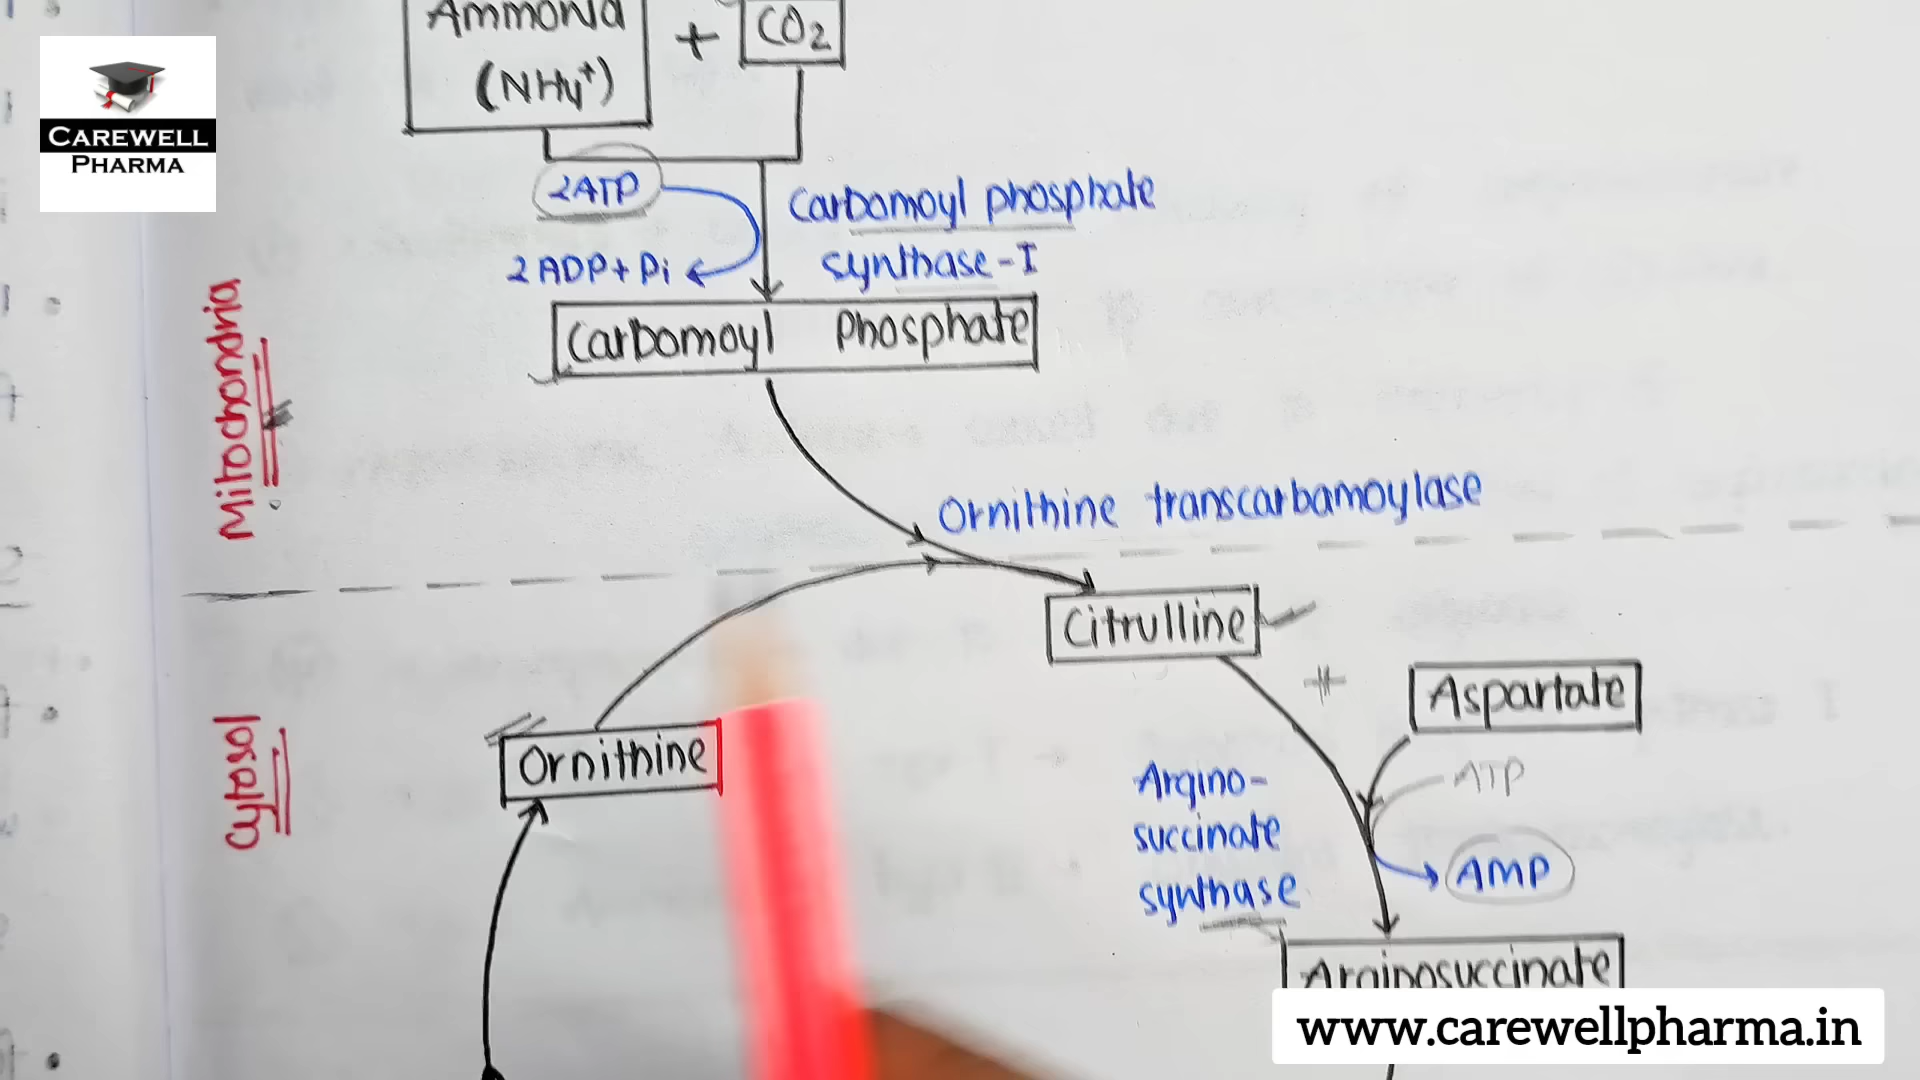 Ammonia
(NH4+)
+
CO2
CAREWELL
PHARMA
2ATP
Carbamoyl phosphate
synthase-I
2ADP+Pi
Carbamoyl Phosphate
Mitochondria
Ornithine transcarbamoylase
Citrulline
+
Aspartate
Ornithine
Cytosol
ATP
Argino-
succinate
synthase
AMP
Arginosuccinate
www.carewellpharma.in